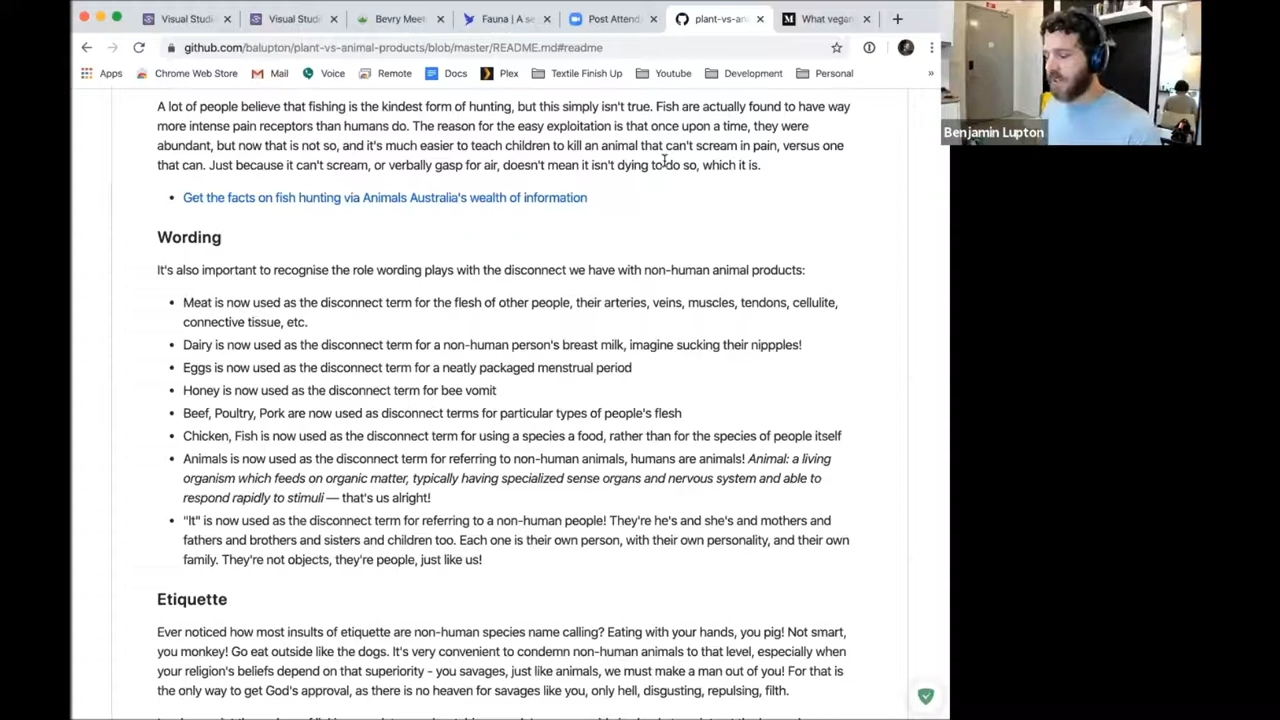 Visual Studi
Visual Studi
Bevry Meet
Fauna | A se
Post Attend
plant-vs-ani
What vegan
github.com/balupton/plant-vs-animal-products/blob/master/README.md#readme
Apps
Chrome Web Store
Mail
Voice
Remote
Docs
Plex
Textile Finish Up
Youtube
Development
Personal
»
Benjamin Lupton
A lot of people believe that fishing is the kindest form of hunting, but this simply isn't true. Fish are actually found to have way
more intense pain receptors than humans do. The reason for the easy exploitation is that once upon a time, they were
abundant, but now that is not so, and it's much easier to teach children to kill an animal that can't scream in pain, versus one
that can. Just because it can't scream, or verbally gasp for air, doesn't mean it isn't dying to do so, which it is.
• Get the facts on fish hunting via Animals Australia's wealth of information
Wording
It's also important to recognise the role wording plays with the disconnect we have with non-human animal products:
• Meat is now used as the disconnect term for the flesh of other people, their arteries, veins, muscles, tendons, cellulite,
connective tissue, etc.
• Dairy is now used as the disconnect term for a non-human person's breast milk, imagine sucking their nippples!
• Eggs is now used as the disconnect term for a neatly packaged menstrual period
• Honey is now used as the disconnect term for bee vomit
• Beef, Poultry, Pork are now used as disconnect terms for particular types of people's flesh
• Chicken, Fish is now used as the disconnect term for using a species a food, rather than for the species of people itself
• Animals is now used as the disconnect term for referring to non-human animals, humans are animals! Animal: a living
organism which feeds on organic matter, typically having specialized sense organs and nervous system and able to
respond rapidly to stimuli — that's us alright!
• "It" is now used as the disconnect term for referring to a non-human people! They're he's and she's and mothers and
fathers and brothers and sisters and children too. Each one is their own person, with their own personality, and their own
family. They're not objects, they're people, just like us!
Etiquette
Ever noticed how most insults of etiquette are non-human species name calling? Eating with your hands, you pig! Not smart,
you monkey! Go eat outside like the dogs. It's very convenient to condemn non-human animals to that level, especially when
your religion's beliefs depend on that superiority - you savages, just like animals, we must make a man out of you! For that is
the only way to get God's approval, as there is no heaven for savages like you, only hell, disgusting, repulsing, filth.